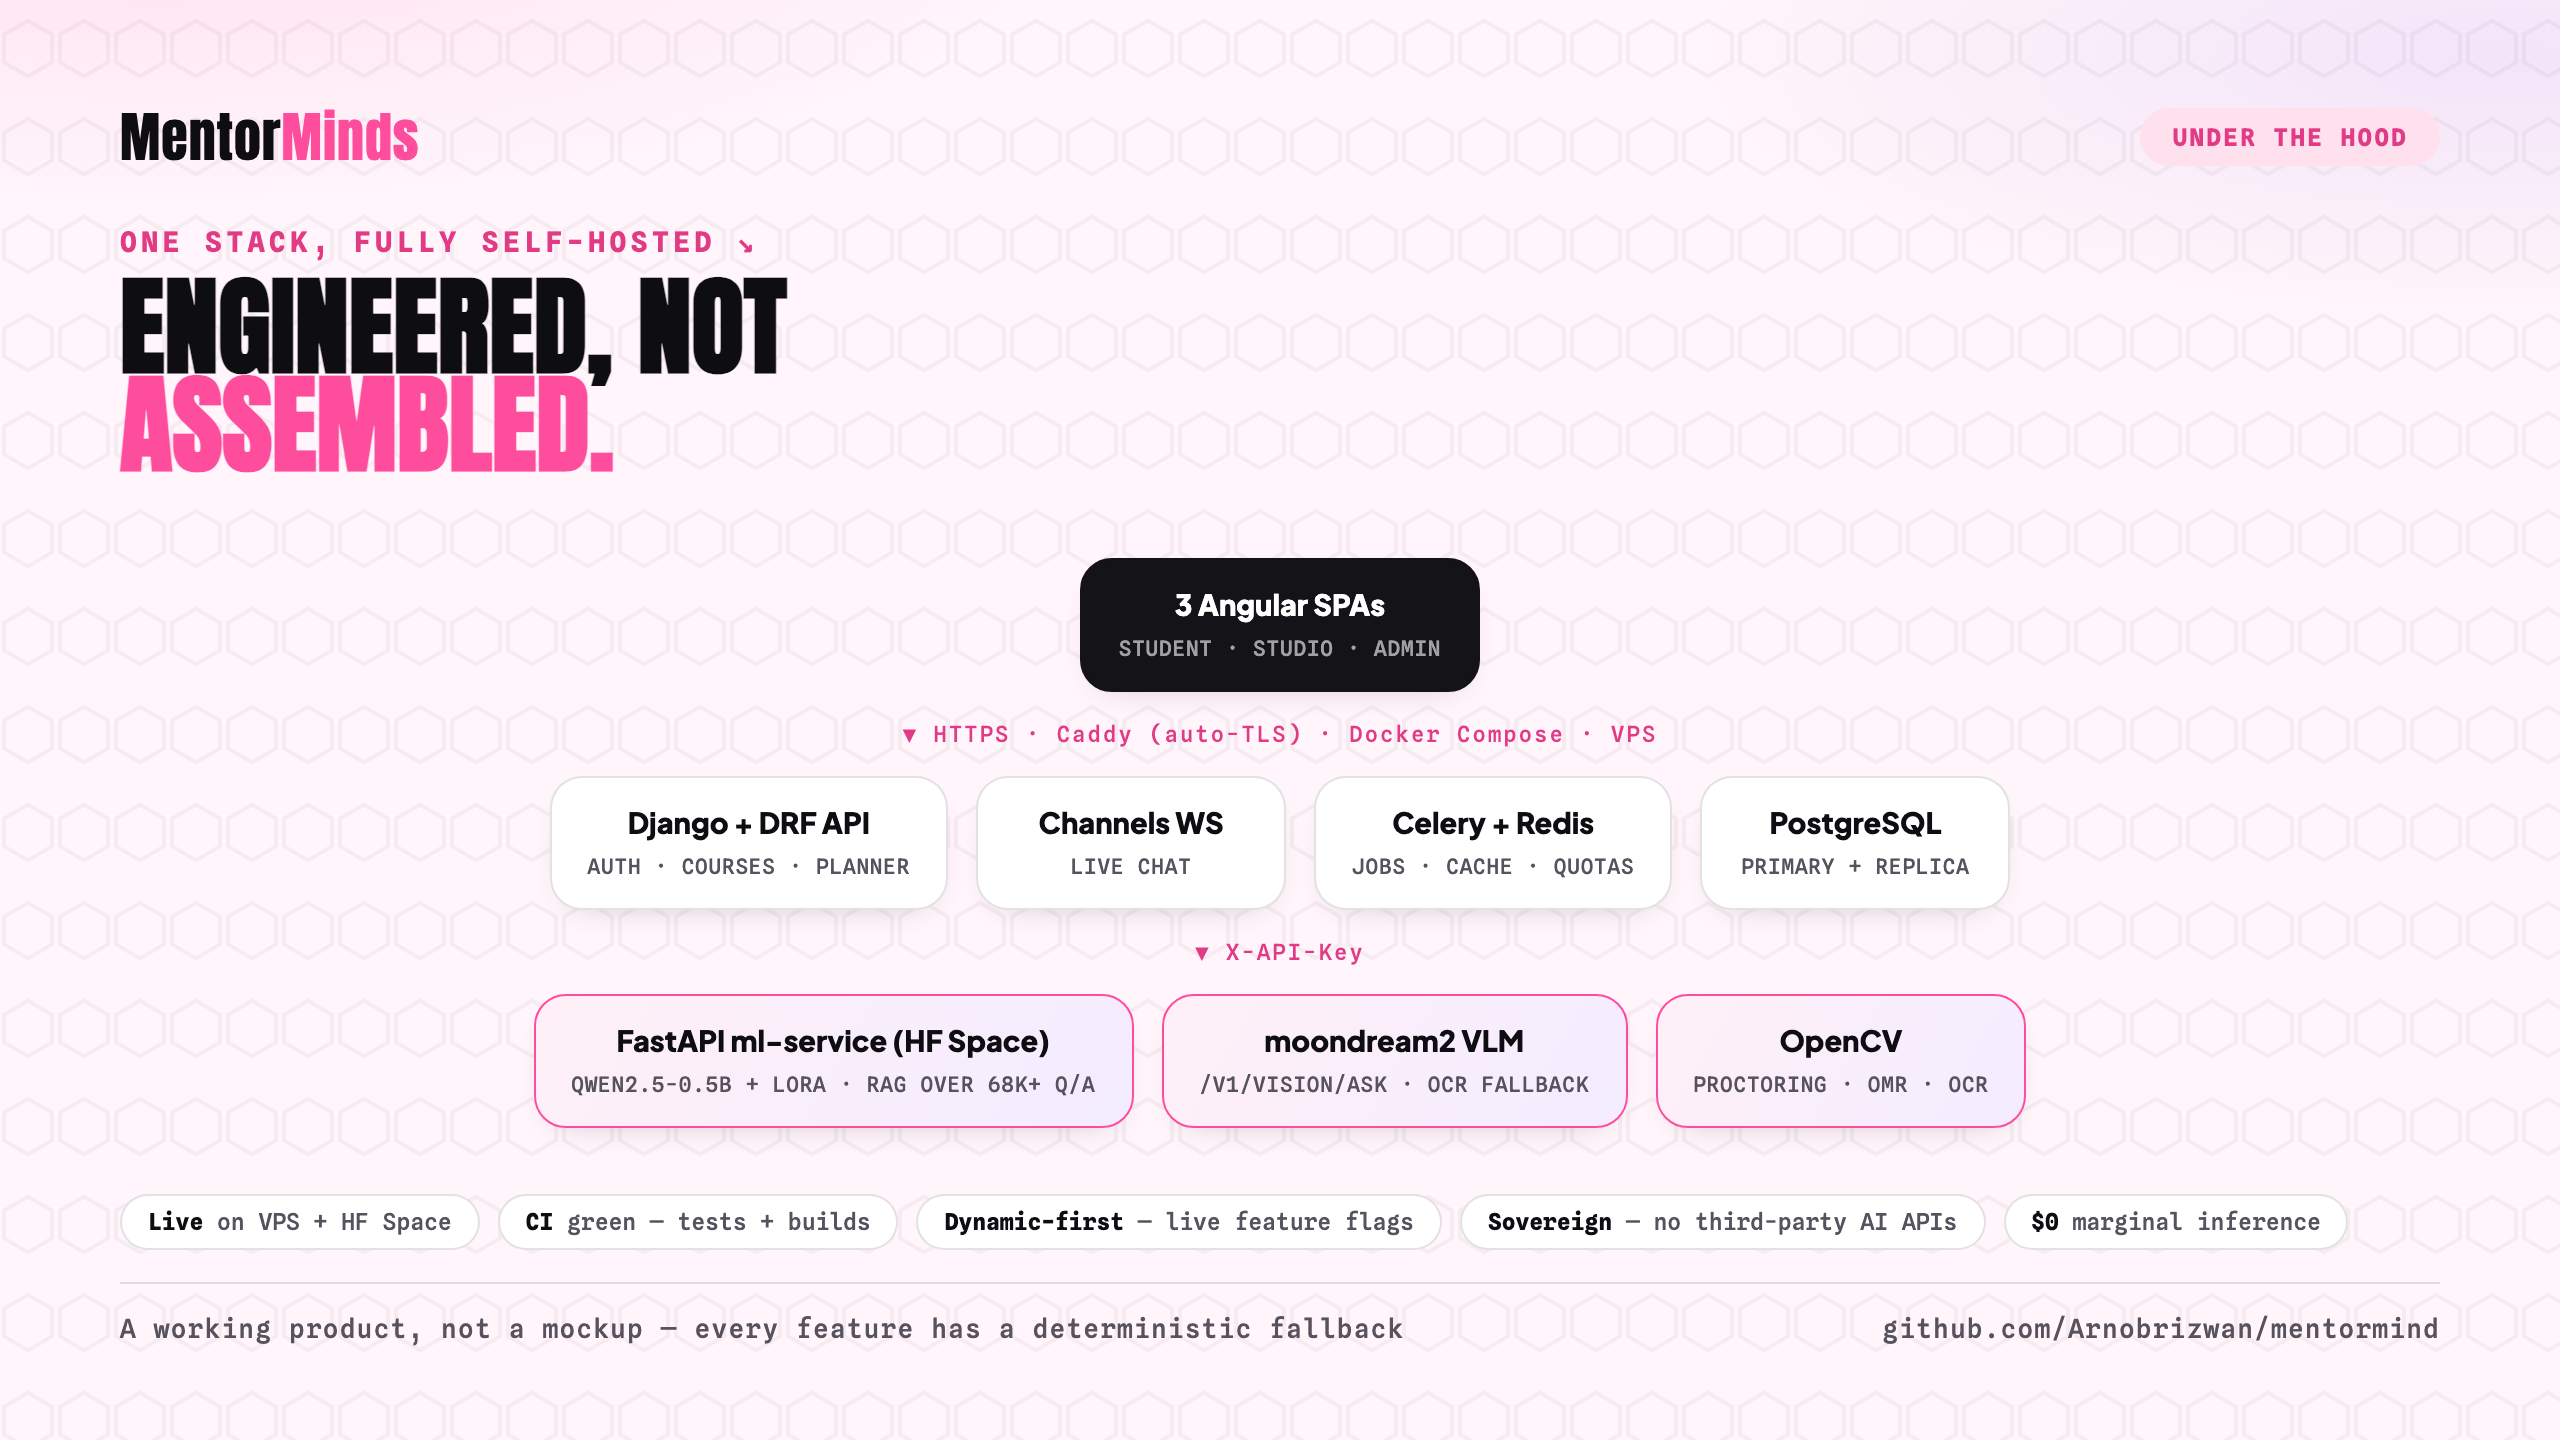 MentorMinds
UNDER THE HOOD
ONE STACK, FULLY SELF-HOSTED ↘
ENGINEERED, NOT
ASSEMBLED.
3 Angular SPAs
STUDENT · STUDIO · ADMIN
▼ HTTPS · Caddy (auto-TLS) · Docker Compose · VPS
Django + DRF API
AUTH · COURSES · PLANNER
Channels WS
LIVE CHAT
Celery + Redis
JOBS · CACHE · QUOTAS
PostgreSQL
PRIMARY + REPLICA
▼ X-API-Key
FastAPI ml-service (HF Space)
QWEN2.5-0.5B + LORA · RAG OVER 68K+ Q/A
moondream2 VLM
/V1/VISION/ASK · OCR FALLBACK
OpenCV
PROCTORING · OMR · OCR
Live on VPS + HF Space
CI green — tests + builds
Dynamic-first — live feature flags
Sovereign — no third-party AI APIs
$0 marginal inference
A working product, not a mockup — every feature has a deterministic fallback
github.com/Arnobrizwan/mentormind